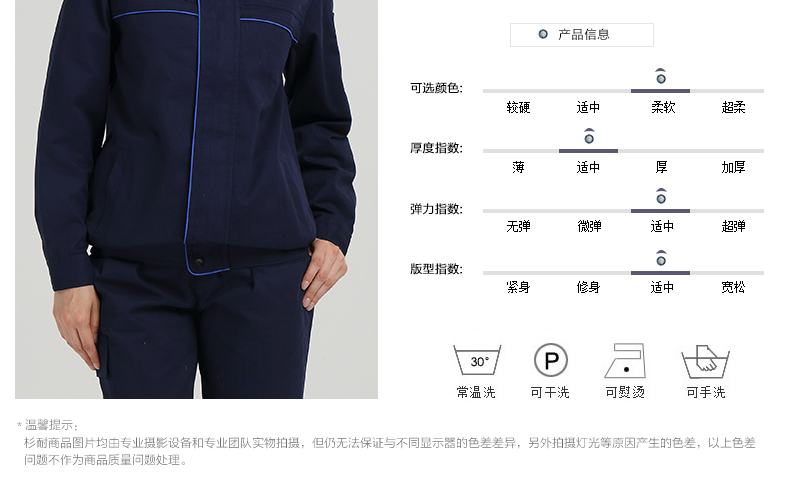 产品信息
可选颜色:
较硬 适中 柔软 超柔
厚度指数:
薄 适中 厚 加厚
弹力指数:
无弹 微弹 适中 超弹
版型指数:
紧身 修身 适中 宽松
30° P
常温洗 可干洗 可熨烫 可手洗
*温馨提示:
杉耐商品图片均由专业摄影设备和专业团队实物拍摄，但仍无法保证与不同显示器的色差差异，另外拍摄灯光等原因产生的色差，以上色差
问题不作为商品质量问题处理。